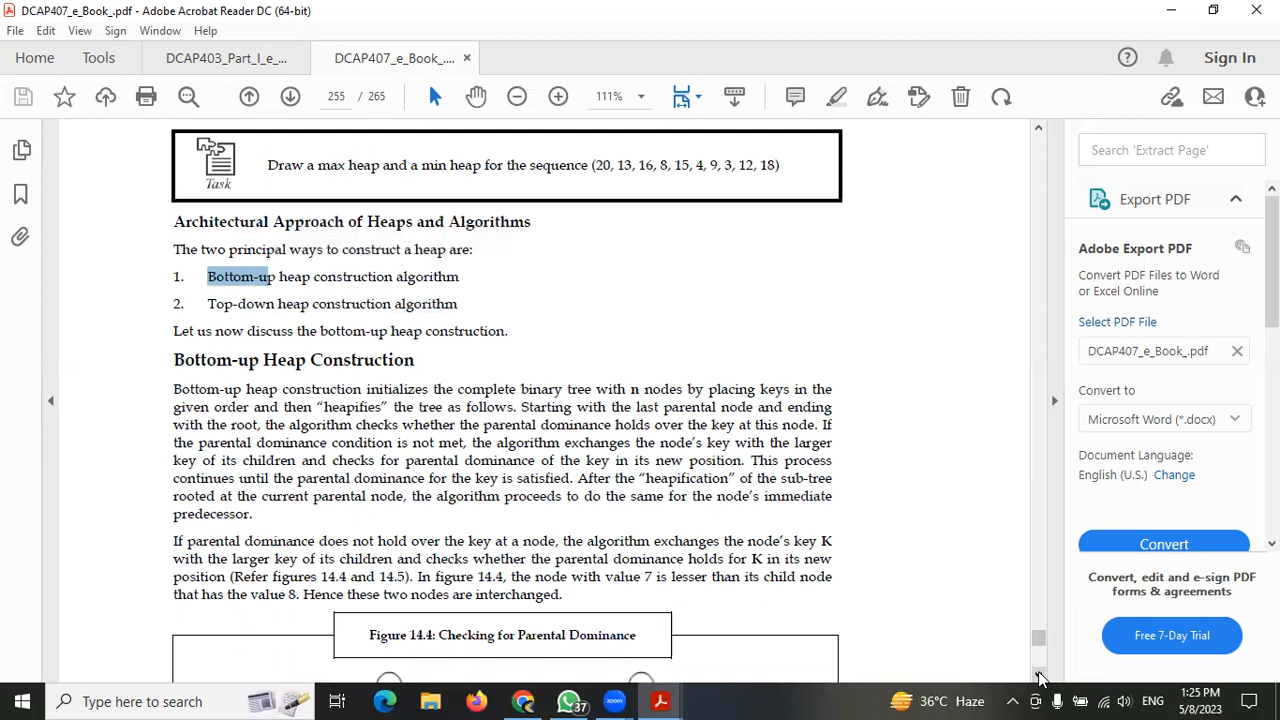 DCAP407_e_Book_.pdf - Adobe Acrobat Reader DC (64-bit)
File Edit View Sign Window Help
Home Tools DCAP403_Part_I_e_... DCAP407_e_Book_.... × Sign In
255 / 265 111%
Search 'Extract Page'
Draw a max heap and a min heap for the sequence (20, 13, 16, 8, 15, 4, 9, 3, 12, 18)
Task
Architectural Approach of Heaps and Algorithms
The two principal ways to construct a heap are:
1. Bottom-up heap construction algorithm
2. Top-down heap construction algorithm
Let us now discuss the bottom-up heap construction.
Bottom-up Heap Construction
Bottom-up heap construction initializes the complete binary tree with n nodes by placing keys in the
given order and then “heapifies” the tree as follows. Starting with the last parental node and ending
with the root, the algorithm checks whether the parental dominance holds over the key at this node. If
the parental dominance condition is not met, the algorithm exchanges the node’s key with the larger
key of its children and checks for parental dominance of the key in its new position. This process
continues until the parental dominance for the key is satisfied. After the “heapification” of the sub-tree
rooted at the current parental node, the algorithm proceeds to do the same for the node’s immediate
predecessor.
If parental dominance does not hold over the key at a node, the algorithm exchanges the node’s key K
with the larger key of its children and checks whether the parental dominance holds for K in its new
position (Refer figures 14.4 and 14.5). In figure 14.4, the node with value 7 is lesser than its child node
that has the value 8. Hence these two nodes are interchanged.
Figure 14.4: Checking for Parental Dominance
Export PDF
Adobe Export PDF
Convert PDF Files to Word
or Excel Online
Select PDF File
DCAP407_e_Book_.pdf
Convert to
Microsoft Word (*.docx)
Document Language:
English (U.S.) Change
Convert
Convert, edit and e-sign PDF
forms & agreements
Free 7-Day Trial
Type here to search
37
36°C Haze
ENG
1:25 PM
5/8/2023